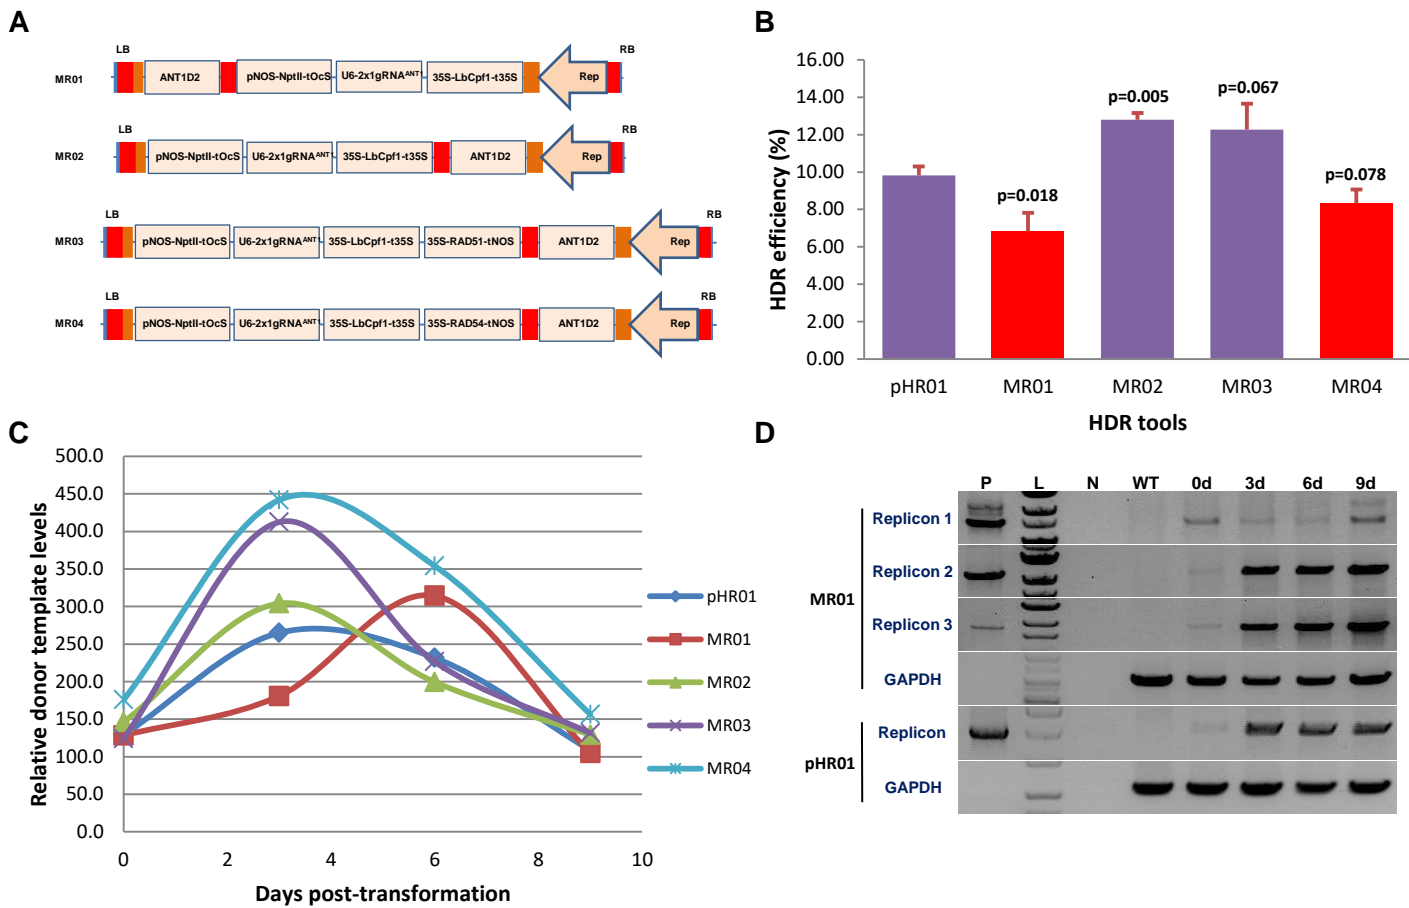 A
LB
RB
MR01
ANT1D2
pNOS-NptII-tOcS
U6-2x1gRNA^ANT1
35S-LbCpf1-t35S
Rep
LB
RB
MR02
pNOS-NptII-tOcS
U6-2x1gRNA^ANT1
35S-LbCpf1-t35S
ANT1D2
Rep
LB
RB
MR03
pNOS-NptII-tOcS
U6-2x1gRNA^ANT1
35S-LbCpf1-t35S
35S-RAD51-tNOS
ANT1D2
Rep
LB
RB
MR04
pNOS-NptII-tOcS
U6-2x1gRNA^ANT1
35S-LbCpf1-t35S
35S-RAD54-tNOS
ANT1D2
Rep
B
HDR efficiency (%)
16.00
14.00
12.00
10.00
8.00
6.00
4.00
2.00
0.00
p=0.018
p=0.005
p=0.067
p=0.078
pHR01 MR01 MR02 MR03 MR04
HDR tools
C
Relative donor template levels
500.0
450.0
400.0
350.0
300.0
250.0
200.0
150.0
100.0
50.0
0.0
0 2 4 6 8 10
Days post-transformation
pHR01
MR01
MR02
MR03
MR04
D
P L N WT 0d 3d 6d 9d
MR01
Replicon 1
Replicon 2
Replicon 3
GAPDH
pHR01
Replicon
GAPDH